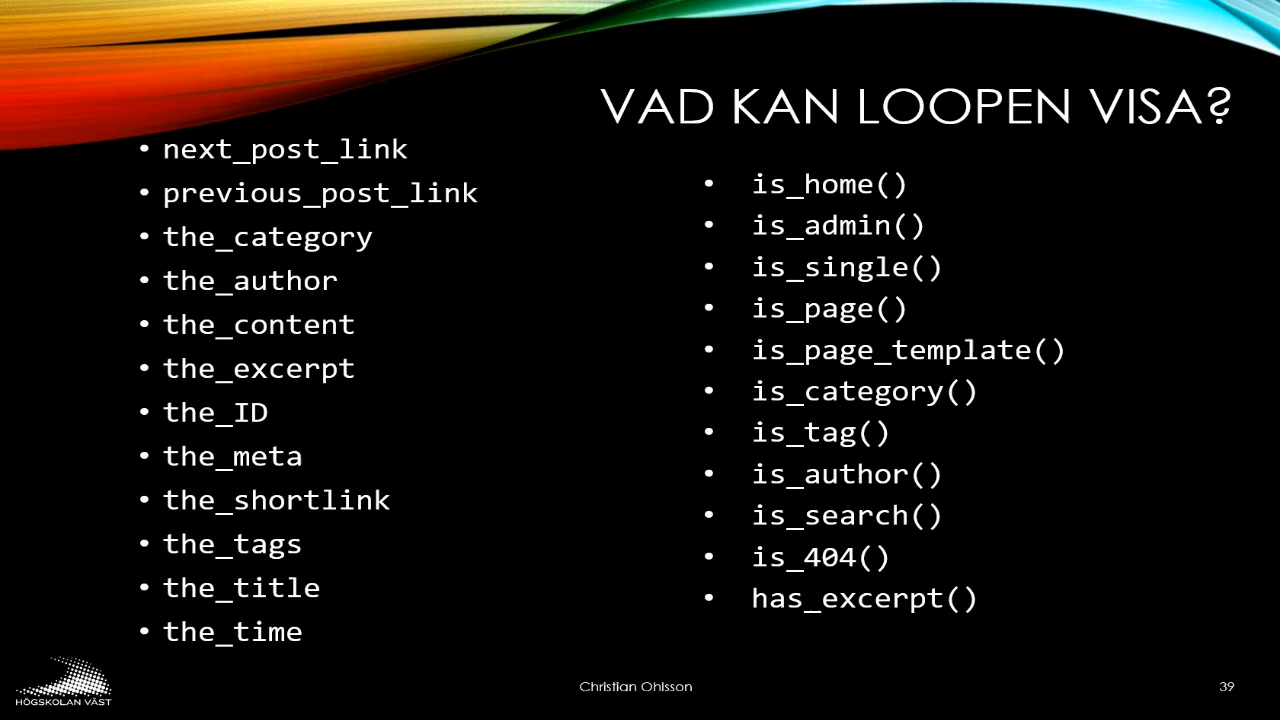 VAD KAN LOOPEN VISA?
• next_post_link
• previous_post_link
• the_category
• the_author
• the_content
• the_excerpt
• the_ID
• the_meta
• the_shortlink
• the_tags
• the_title
• the_time
• is_home()
• is_admin()
• is_single()
• is_page()
• is_page_template()
• is_category()
• is_tag()
• is_author()
• is_search()
• is_404()
• has_excerpt()
HÖGSKOLAN VÄST
Christian Ohlsson
39